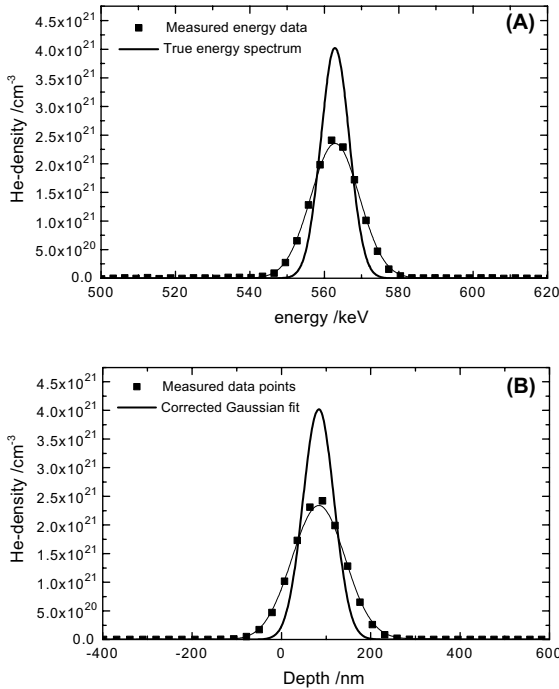 (A)
Measured energy data
True energy spectrum
4.5x10²¹
4.0x10²¹
3.5x10²¹
3.0x10²¹
2.5x10²¹
2.0x10²¹
1.5x10²¹
1.0x10²¹
5.0x10²⁰
0.0
He-density /cm⁻³
500 520 540 560 580 600 620
energy /keV
(B)
Measured data points
Corrected Gaussian fit
4.5x10²¹
4.0x10²¹
3.5x10²¹
3.0x10²¹
2.5x10²¹
2.0x10²¹
1.5x10²¹
1.0x10²¹
5.0x10²⁰
0.0
He-density /cm⁻³
-400 -200 0 200 400 600
Depth /nm